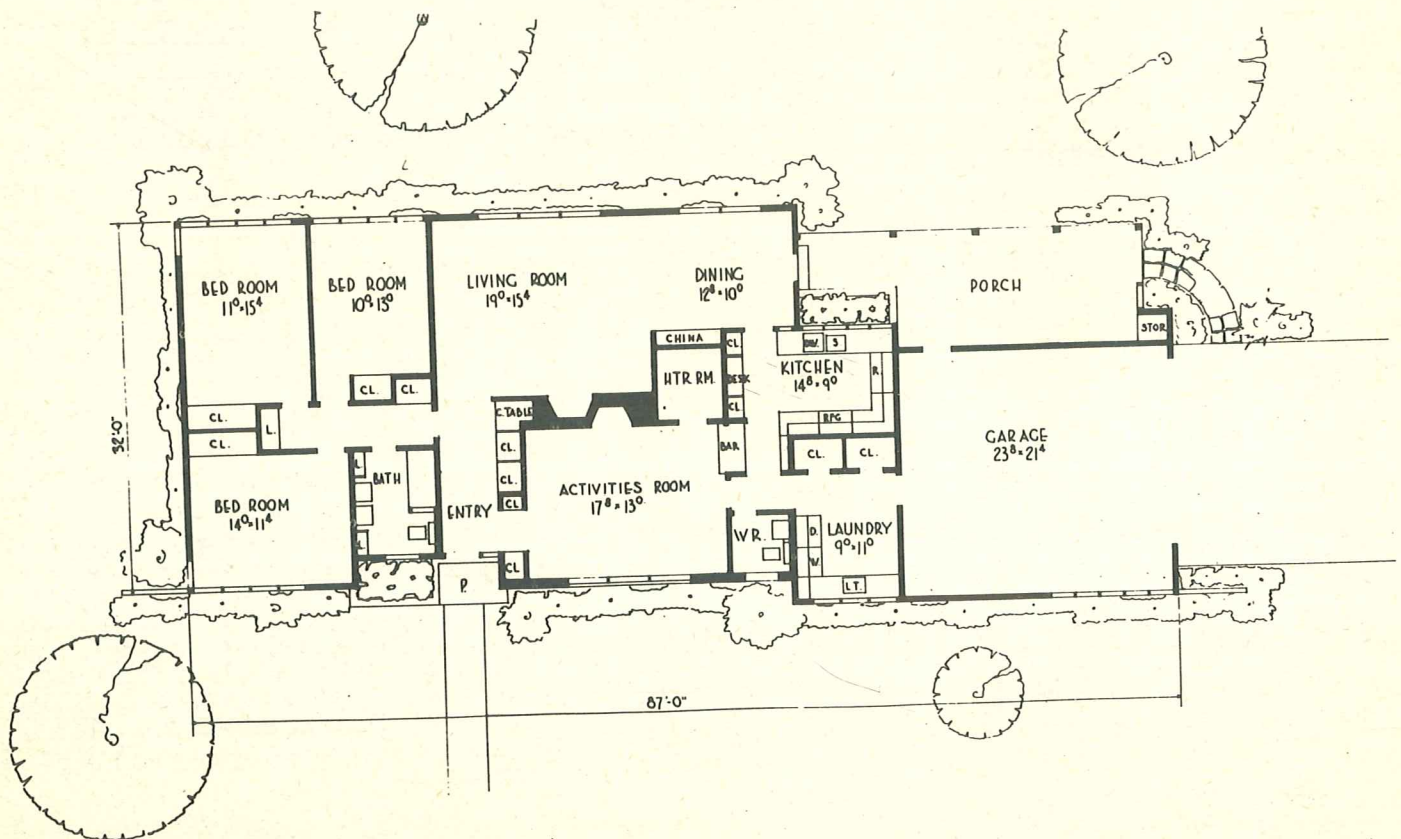 BED ROOM
11⁰=15⁴
BED ROOM
10⁰=13⁰
LIVING ROOM
19⁰=15⁴
DINING
12⁸=10⁰
PORCH
STOR
CHINA
HTR RM.
CL
DESK
CL
S
KITCHEN
14⁸=9⁰
R.
RFG
CL.
CL.
CL.
CL.
L.
C. TABLE
CL.
CL.
CL
CL
BAR
CL.
CL.
GARAGE
23⁸=21⁴
32'-0"
BED ROOM
14⁰=11⁴
L.
BATH
L.
ENTRY
ACTIVITIES ROOM
17⁸=13⁰
W R.
D.
W.
LAUNDRY
9⁰=11⁰
L T.
P.
87'-0"